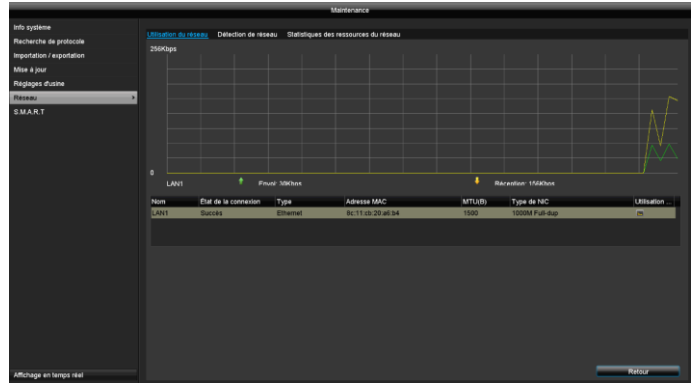 Maintenance
Info système
Recherche de protocole
Importation / exportation
Mise à jour
Réglages d'usine
Réseau
S.M.A.R.T
Affichage en temps réel
Utilisation du réseau Détection de réseau Statistiques des ressources du réseau
256Kbps
0
LAN1 Envoi: 38Kbps Réception: 156Kbps
Nom État de la connexion Type Adresse MAC MTU(B) Type de NIC Utilisation ...
LAN1 Succès Ethernet 8c:11:cb:20:a6:b4 1500 1000M Full-dup
Retour